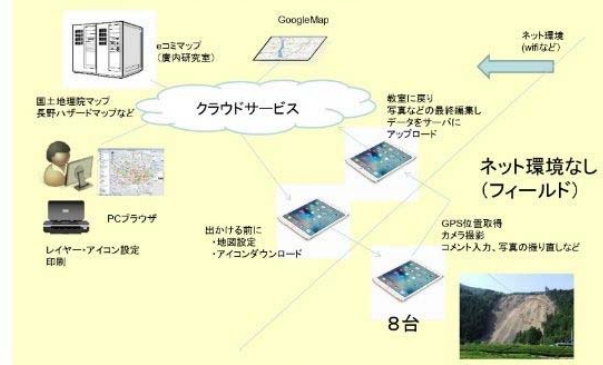 GoogleMap
ネット環境
(wifiなど)
eコミマップ
(廣内研究室)
国土地理院マップ
長野ハザードマップなど
クラウドサービス
教室に戻り
写真などの最終編集し
データをサーバに
アップロード
ネット環境なし
(フィールド)
PCブラウザ
出かける前に
・地図設定
・アイコンダウンロード
GPS位置取得
カメラ撮影
コメント入力、写真の撮り直しなど
レイヤー・アイコン設定
印刷
8台